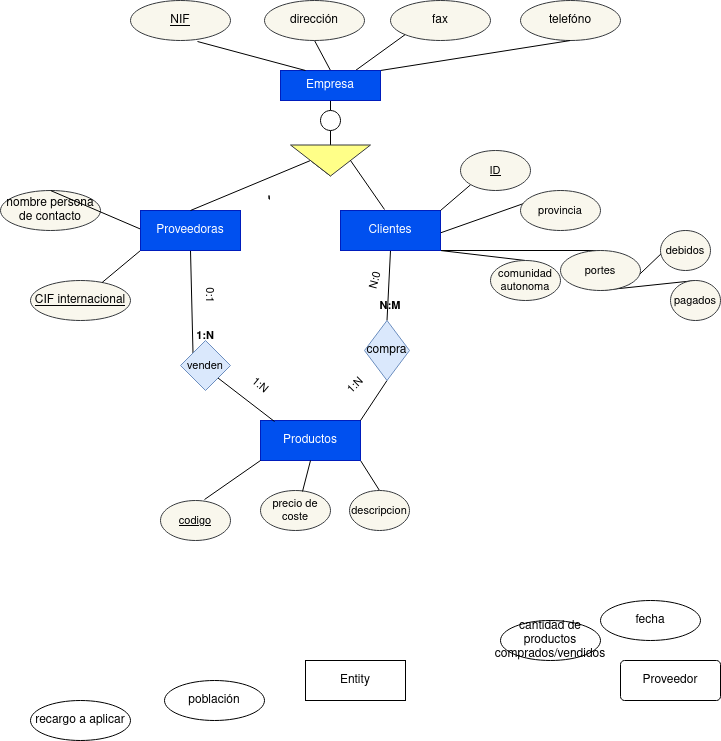 NIF
dirección
fax
telefóno
Empresa
ID
nombre persona
de contacto
provincia
Proveedoras
Clientes
debidos
comunidad
autonoma
portes
CIF internacional
pagados
0:1
0:N
N:M
1:N
compra
venden
1:N
1:N
Productos
precio de
coste
descripcion
codigo
fecha
cantidad de
productos
comprados/vendidos
Entity
Proveedor
población
recargo a aplicar